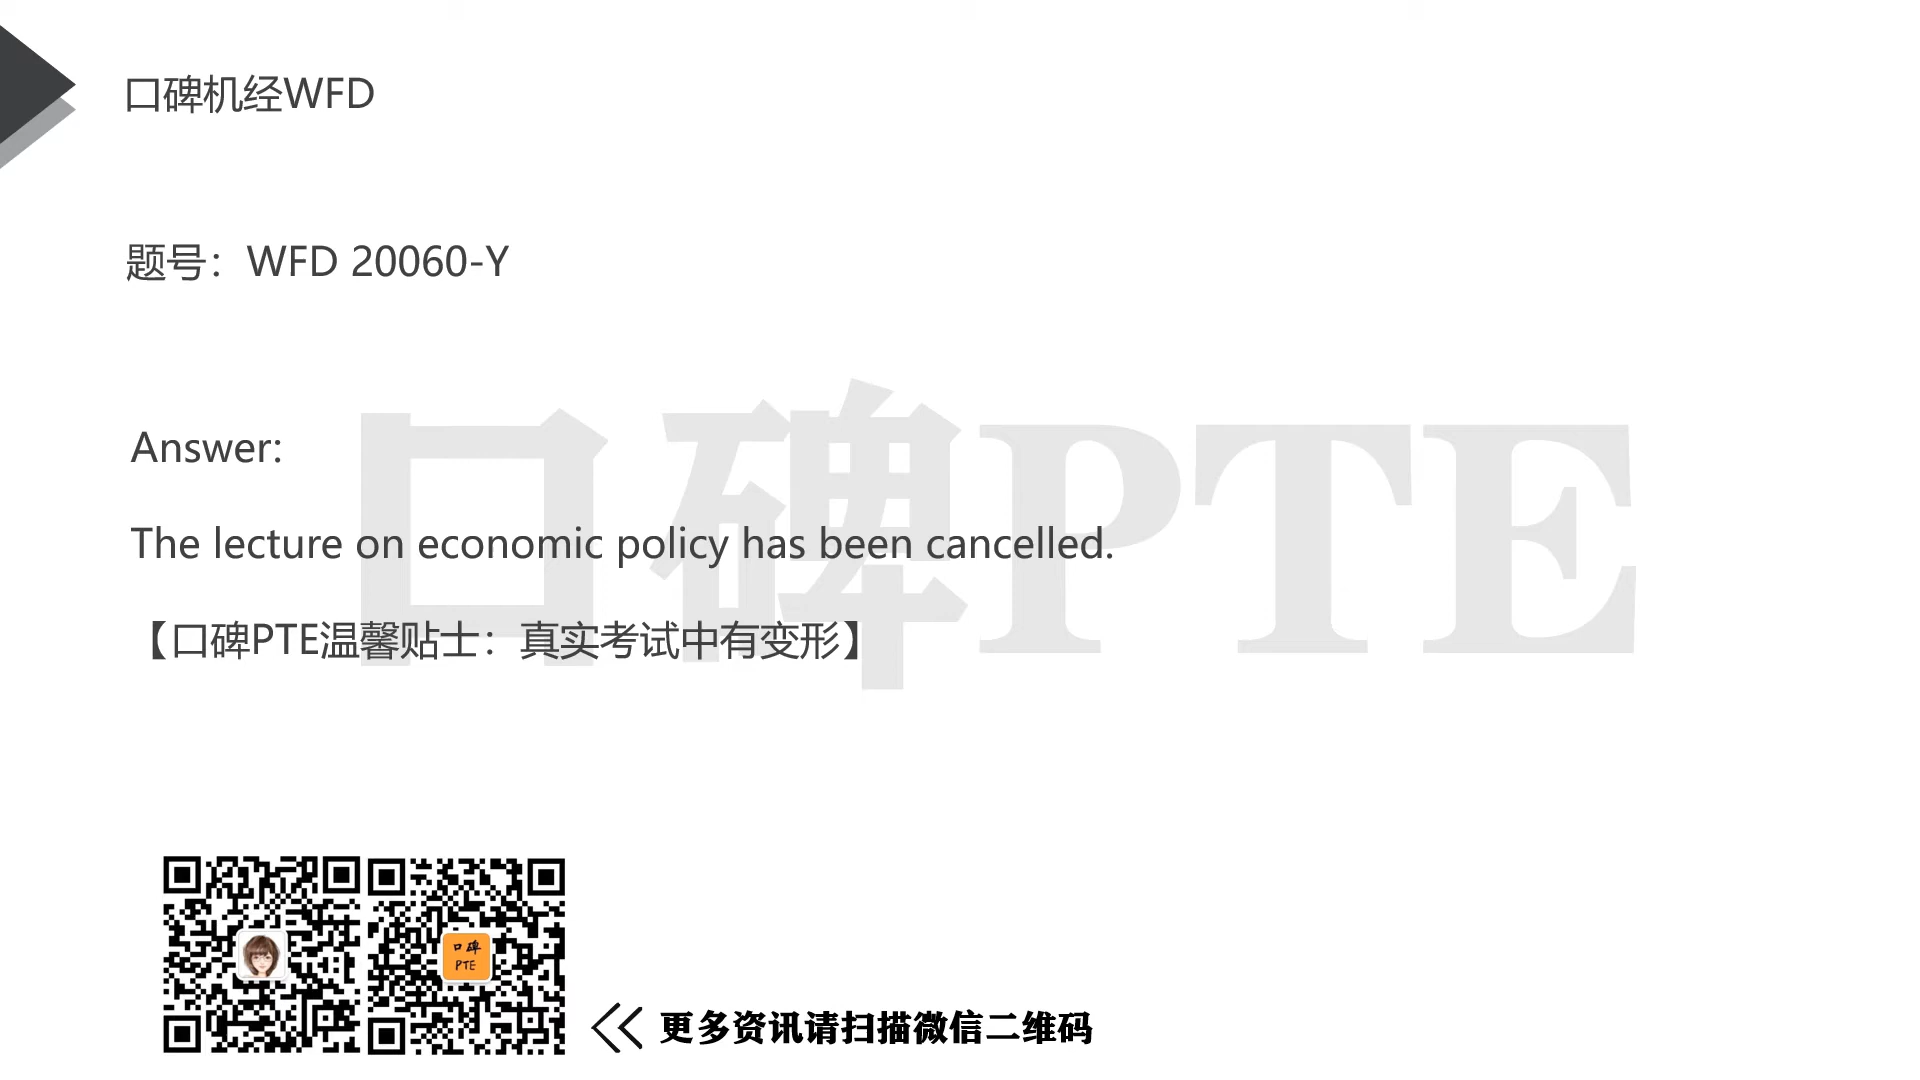 口碑机经WFD
题号：WFD 20060-Y
口碑PTE
Answer:
The lecture on economic policy has been cancelled.
【口碑PTE温馨贴士：真实考试中有变形】
口碑
PTE
更多资讯请扫描微信二维码